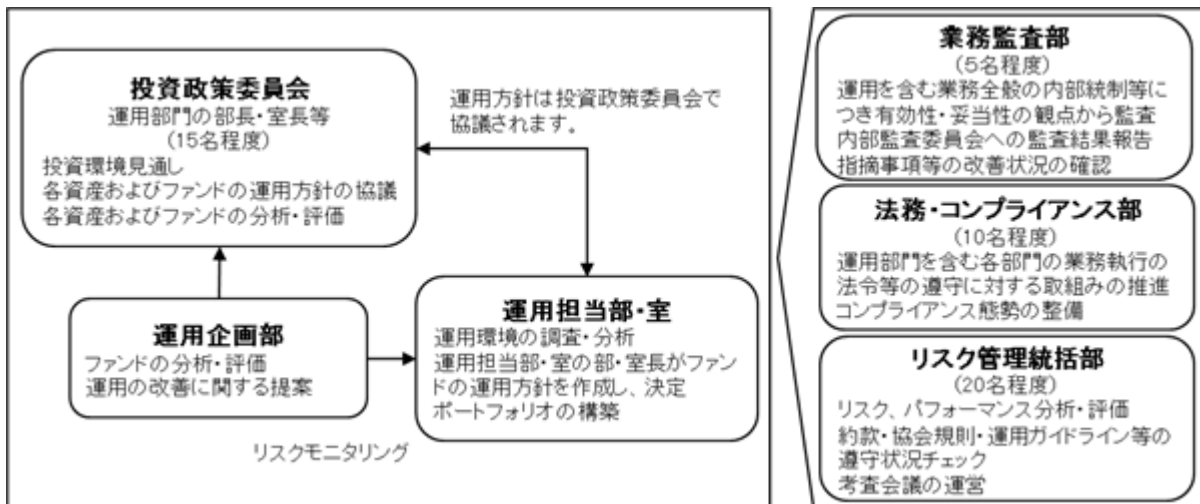 投資政策委員会
運用部門の部長・室長等
(15名程度)
投資環境見通し
各資産およびファンドの運用方針の協議
各資産およびファンドの分析・評価
運用方針は投資政策委員会で
協議されます。
運用企画部
ファンドの分析・評価
運用の改善に関する提案
運用担当部・室
運用環境の調査・分析
運用担当部・室の部・室長がファン
ドの運用方針を作成し、決定
ポートフォリオの構築
リスクモニタリング
業務監査部
(5名程度)
運用を含む業務全般の内部統制等に
つき有効性・妥当性の観点から監査
内部監査委員会への監査結果報告
指摘事項等の改善状況の確認
法務・コンプライアンス部
(10名程度)
運用部門を含む各部門の業務執行の
法令等の遵守に対する取組みの推進
コンプライアンス態勢の整備
リスク管理統括部
(20名程度)
リスク、パフォーマンス分析・評価
約款・協会規則・運用ガイドライン等の
遵守状況チェック
考査会議の運営